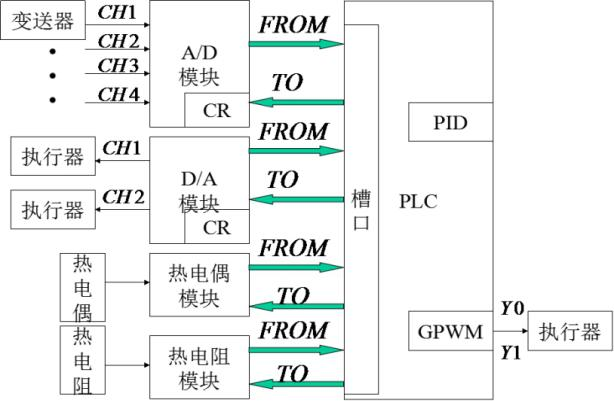 变送器
CH1
CH2
CH3
CH4
A/D
模块
CR
FROM
TO
执行器
CH1
执行器
CH2
D/A
模块
CR
FROM
TO
热
电
偶
热电偶
模块
FROM
TO
热
电
阻
热电阻
模块
FROM
TO
槽
口
PLC
PID
GPWM
Y0
Y1
执行器